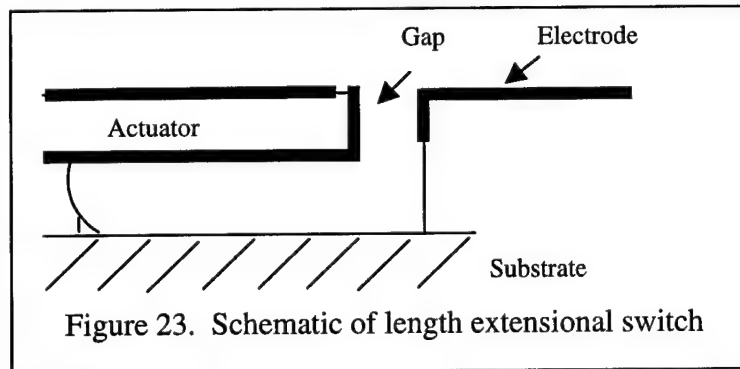 Gap
Electrode
Actuator
Substrate
Figure 23. Schematic of length extensional switch